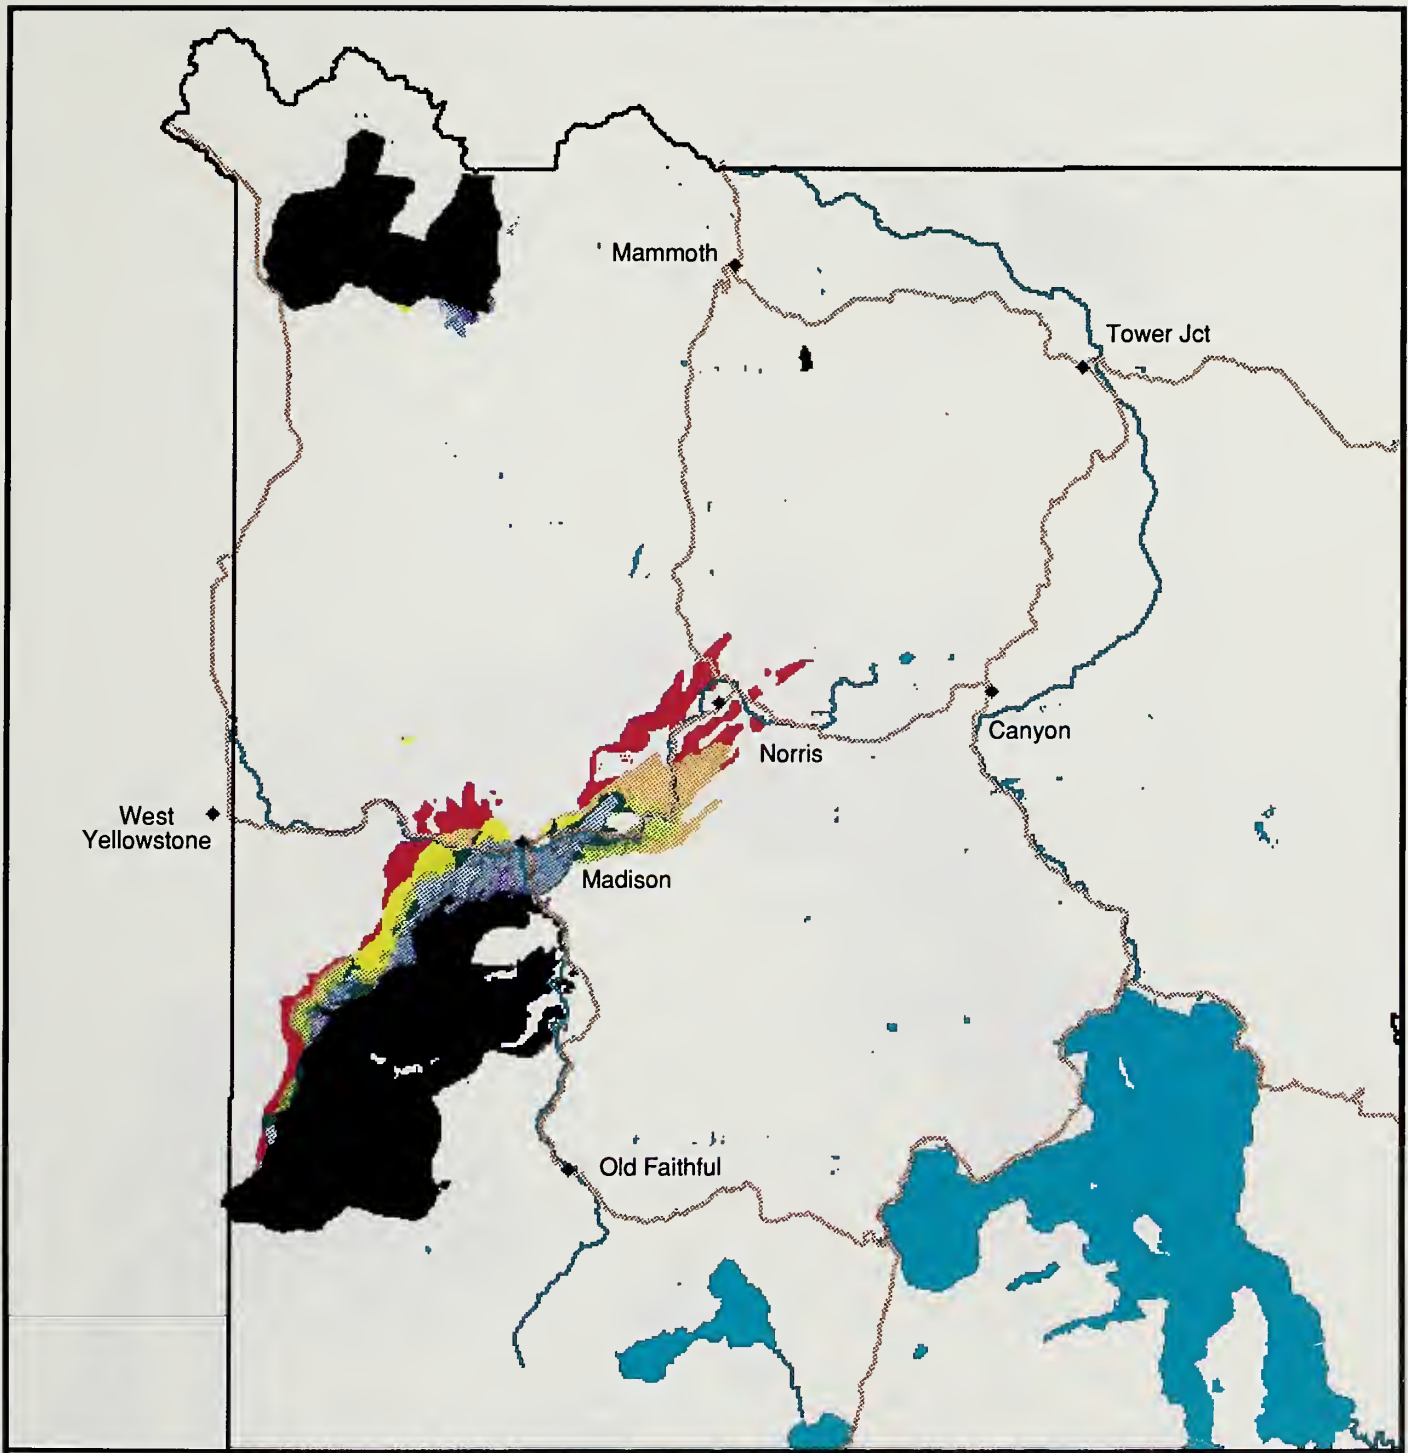 Mammoth
Tower Jct
Canyon
Norris
West
Yellowstone
Madison
Old Faithful